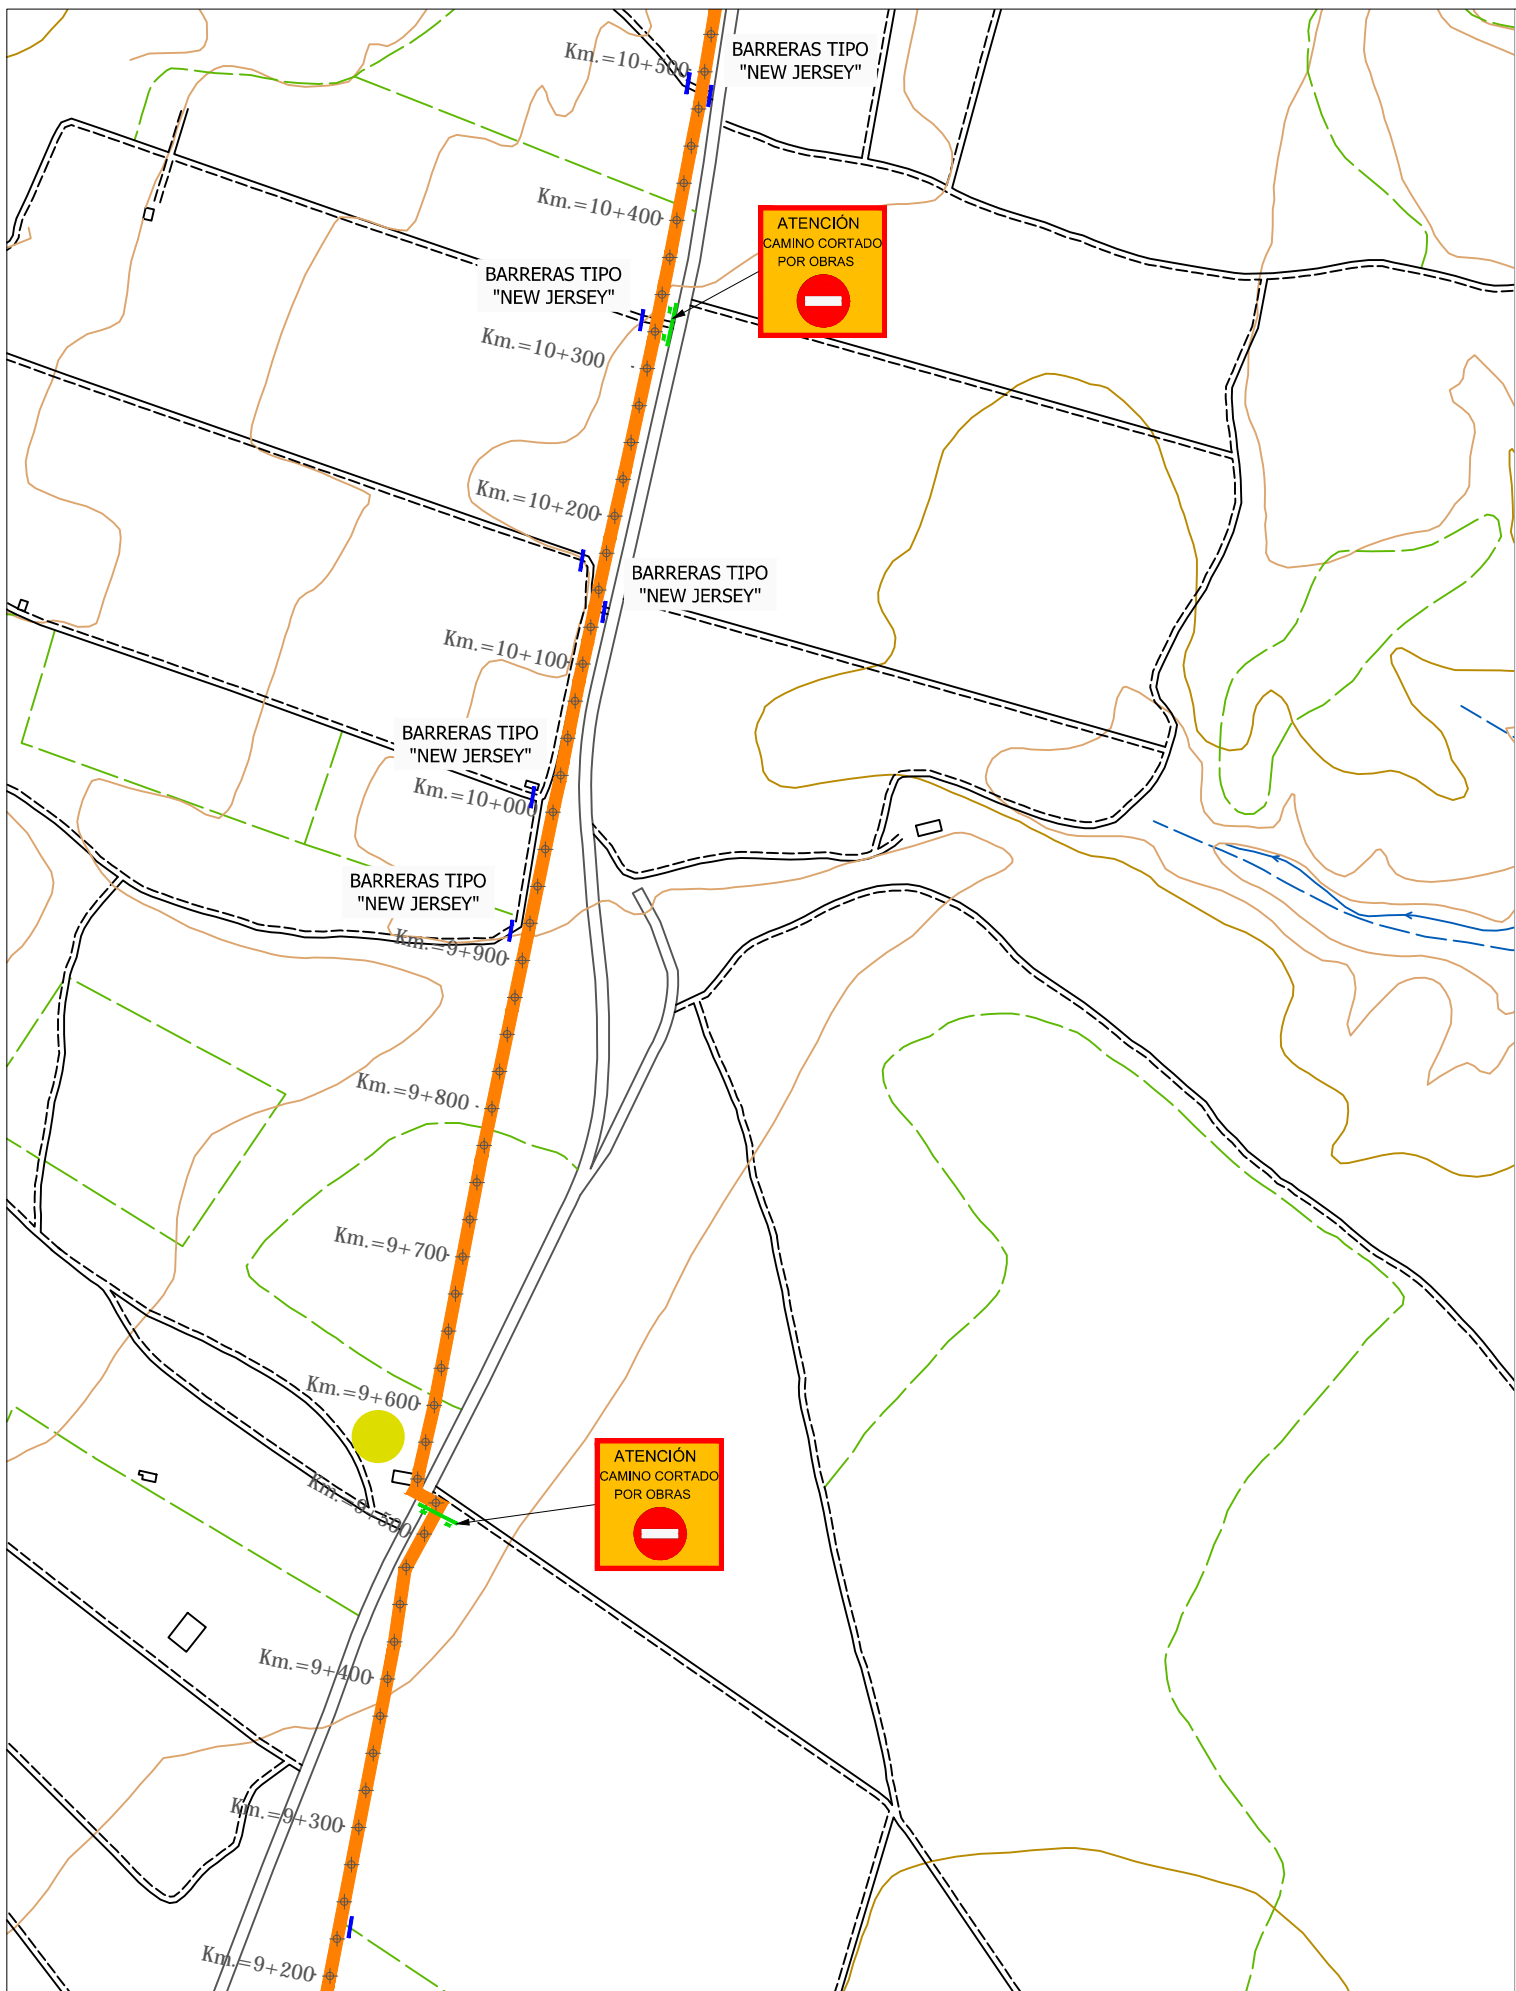 BARRERAS TIPO
"NEW JERSEY"
Km.=10+500
Km.=10+400
ATENCIÓN
CAMINO CORTADO
POR OBRAS
BARRERAS TIPO
"NEW JERSEY"
Km.=10+300
Km.=10+200
BARRERAS TIPO
"NEW JERSEY"
Km.=10+100
BARRERAS TIPO
"NEW JERSEY"
Km.=10+000
BARRERAS TIPO
"NEW JERSEY"
Km.=9+900
Km.=9+800
Km.=9+700
Km.=9+600
ATENCIÓN
CAMINO CORTADO
POR OBRAS
Km.=9+500
Km.=9+400
Km.=9+300
Km.=9+200